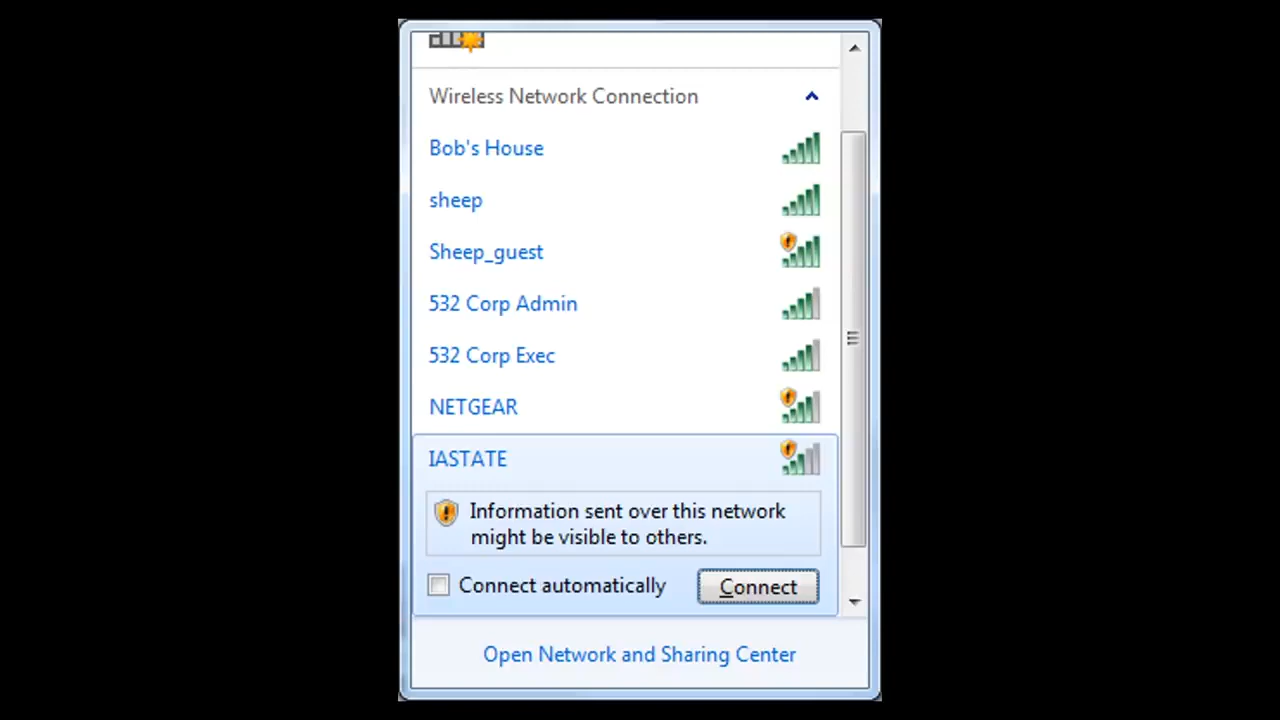 Wireless Network Connection
Bob's House
sheep
Sheep_guest
532 Corp Admin
532 Corp Exec
NETGEAR
IASTATE
Information sent over this network
might be visible to others.
Connect automatically
Connect
Open Network and Sharing Center